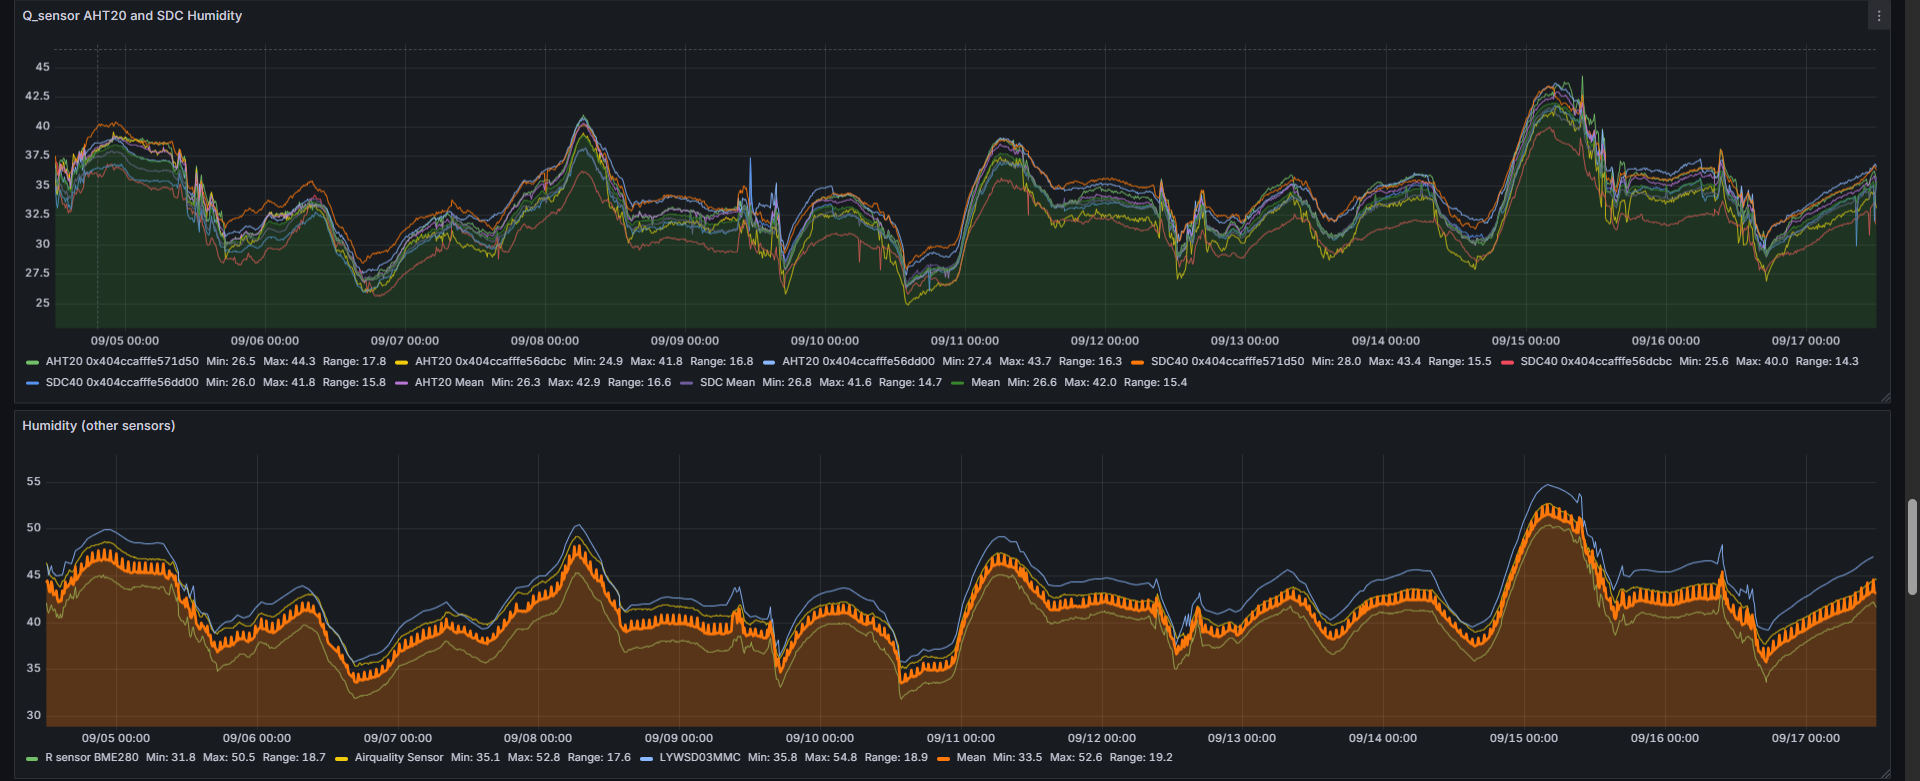 Q_sensor AHT20 and SDC Humidity
45
42.5
40
37.5
35
32.5
30
27.5
25
09/05 00:00 09/06 00:00 09/07 00:00 09/08 00:00 09/09 00:00 09/10 00:00 09/11 00:00 09/12 00:00 09/13 00:00 09/14 00:00 09/15 00:00 09/16 00:00 09/17 00:00
AHT20 0x404ccafffe571d50 Min: 26.5 Max: 44.3 Range: 17.8 AHT20 0x404ccafffe56dcbc Min: 24.9 Max: 41.8 Range: 16.8 AHT20 0x404ccafffe56dd00 Min: 27.4 Max: 43.7 Range: 16.3 SDC40 0x404ccafffe571d50 Min: 28.0 Max: 43.4 Range: 15.5 SDC40 0x404ccafffe56dcbc Min: 25.6 Max: 40.0 Range: 14.3
SDC40 0x404ccafffe56dd00 Min: 26.0 Max: 41.8 Range: 15.8 AHT20 Mean Min: 26.3 Max: 42.9 Range: 16.6 SDC Mean Min: 26.8 Max: 41.6 Range: 14.7 Mean Min: 26.6 Max: 42.0 Range: 15.4
Humidity (other sensors)
55
50
45
40
35
30
09/05 00:00 09/06 00:00 09/07 00:00 09/08 00:00 09/09 00:00 09/10 00:00 09/11 00:00 09/12 00:00 09/13 00:00 09/14 00:00 09/15 00:00 09/16 00:00 09/17 00:00
R sensor BME280 Min: 31.8 Max: 50.5 Range: 18.7 Airquality Sensor Min: 35.1 Max: 52.8 Range: 17.6 LYWSD03MMC Min: 35.8 Max: 54.8 Range: 18.9 Mean Min: 33.5 Max: 52.6 Range: 19.2